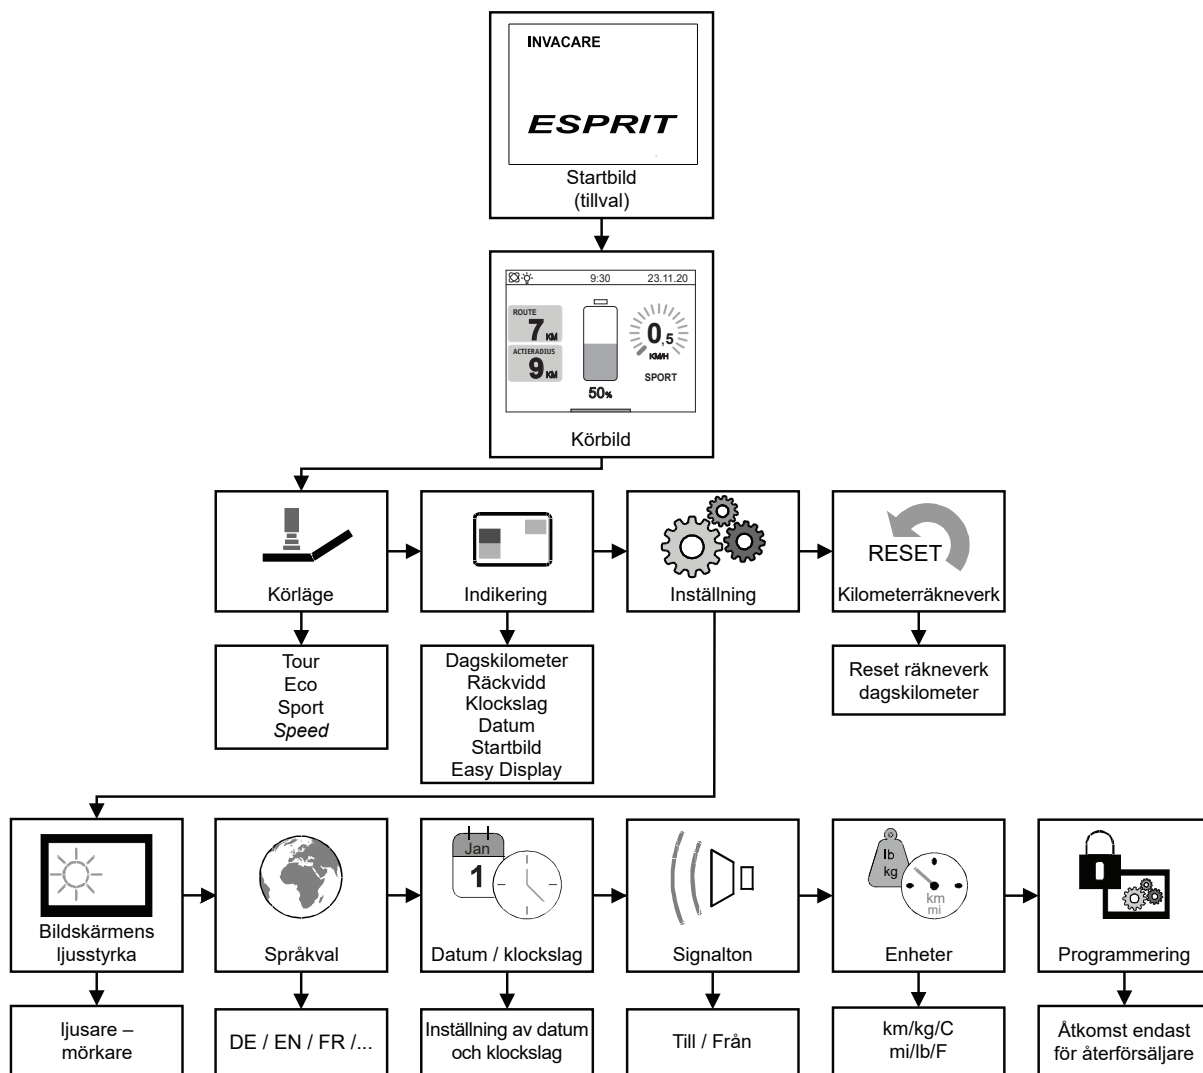 INVACARE
ESPRIT
Startbild
(tillval)
9:30 23.11.20
ROUTE
7 KM
ACTIERADIUS
9 KM
50%
0,5
KM/H
SPORT
Körbild
Körläge
Indikering
Inställning
RESET
Kilometerräkneverk
Tour
Eco
Sport
Speed
Dagskilometer
Räckvidd
Klockslag
Datum
Startbild
Easy Display
Reset räkneverk
dagskilometer
Bildskärmens
ljusstyrka
Språkval
Jan
1
Datum / klockslag
Signalton
lb
kg
km
mi
Enheter
Programmering
ljusare –
mörkare
DE / EN / FR /...
Inställning av datum
och klockslag
Till / Från
km/kg/C
mi/lb/F
Åtkomst endast
för återförsäljare